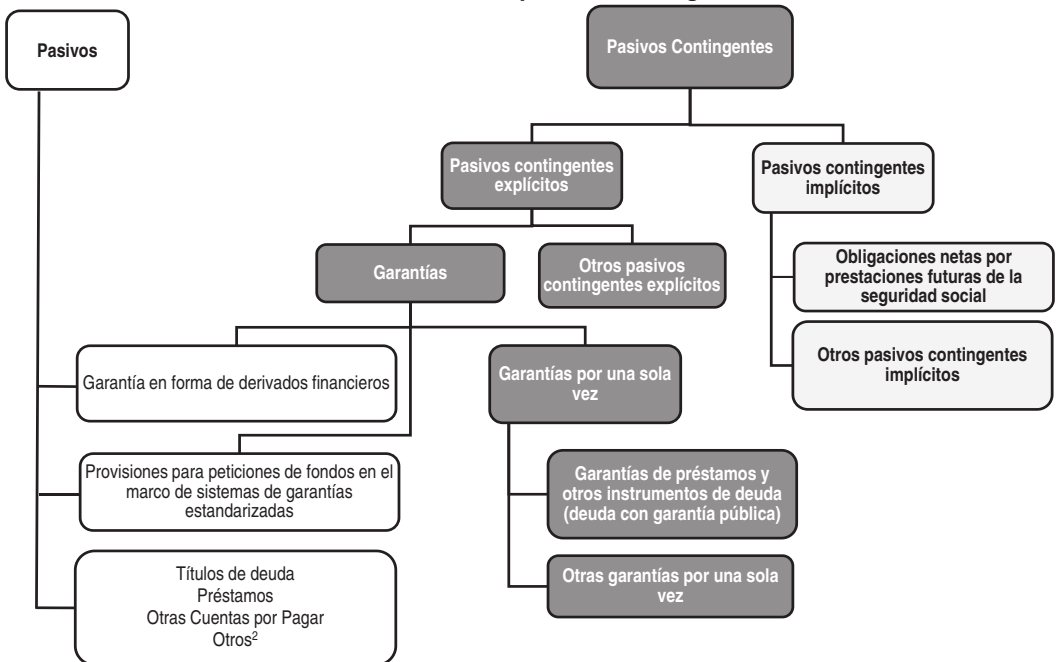 Pasivos
Pasivos Contingentes
Pasivos contingentes
explícitos
Pasivos contingentes
implícitos
Garantías
Otros pasivos
contingentes explícitos
Obligaciones netas por
prestaciones futuras de la
seguridad social
Otros pasivos contingentes
implícitos
Garantía en forma de derivados financieros
Garantías por una sola
vez
Provisiones para peticiones de fondos en el
marco de sistemas de garantías
estandarizadas
Garantías de préstamos y
otros instrumentos de deuda
(deuda con garantía pública)
Títulos de deuda
Préstamos
Otras Cuentas por Pagar
Otros²
Otras garantías por una sola
vez